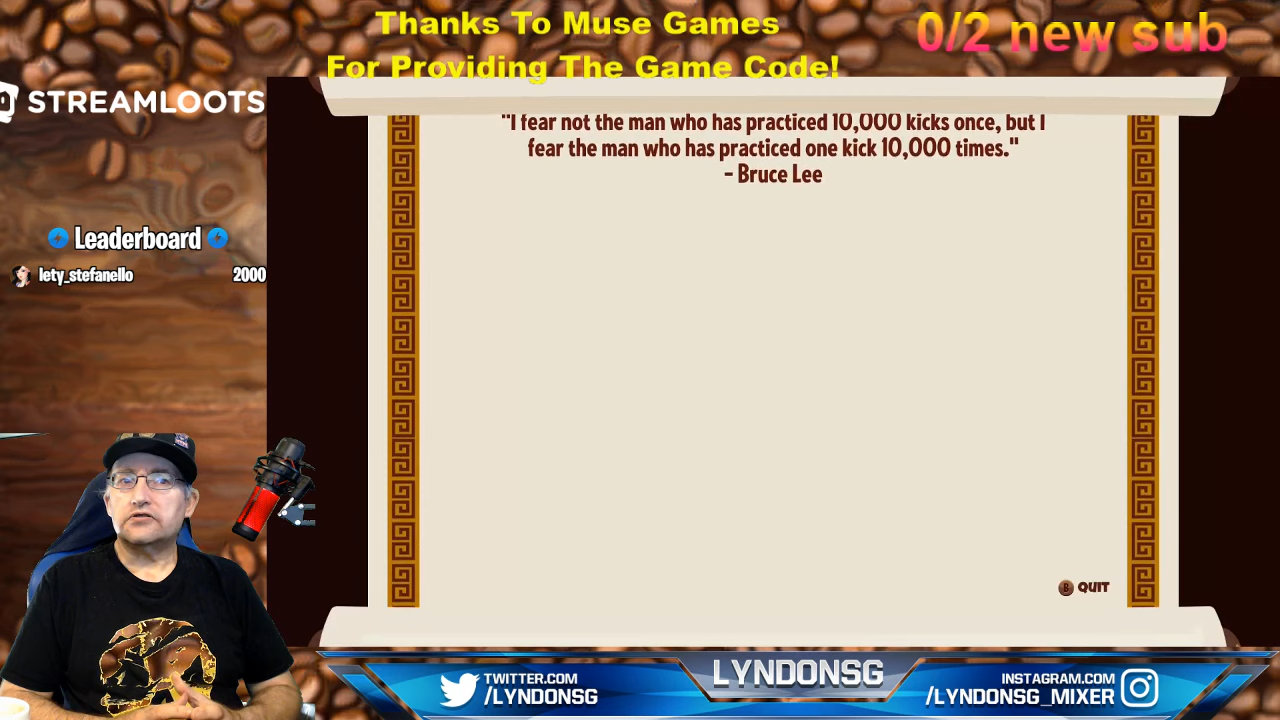 Thanks To Muse Games
For Providing The Game Code!
0/2 new sub
STREAMLOOTS
"I fear not the man who has practiced 10,000 kicks once, but I
fear the man who has practiced one kick 10,000 times."
- Bruce Lee
Leaderboard
lety_stefanello 2000
B QUIT
TWITTER.COM
/LYNDONSG
LYNDONSG
INSTAGRAM.COM
/LYNDONSG_MIXER